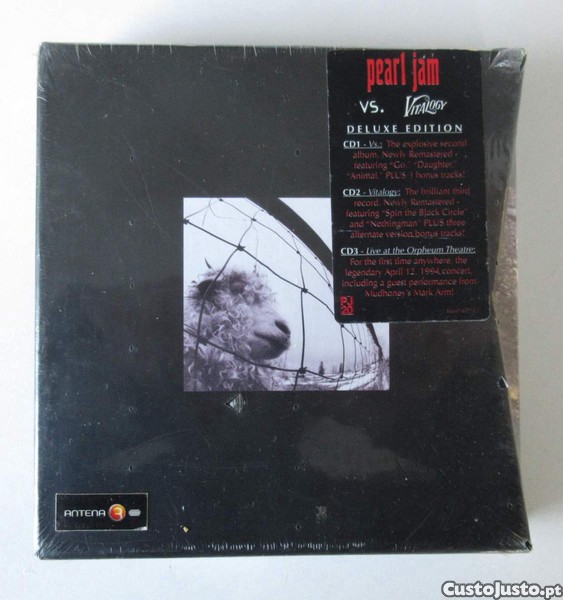 pearl jam
VS. VITALOGY
DELUXE EDITION
CD1 - Vs.: The explosive second
album, Newly Remastered -
featuring "Go," "Daughter,"
"Animal," PLUS 3 bonus tracks!
CD2 - Vitalogy: The brilliant third
record, Newly Remastered -
featuring "Spin the Black Circle"
and "Nothingman" PLUS three
alternate version bonus tracks!
CD3 - Live at the Orpheum Theatre:
For the first time anywhere, the
legendary April 12, 1994 concert,
including a guest performance from
Mudhoney's Mark Arm!
PJ
20
ANTENA 3
CustoJusto.pt